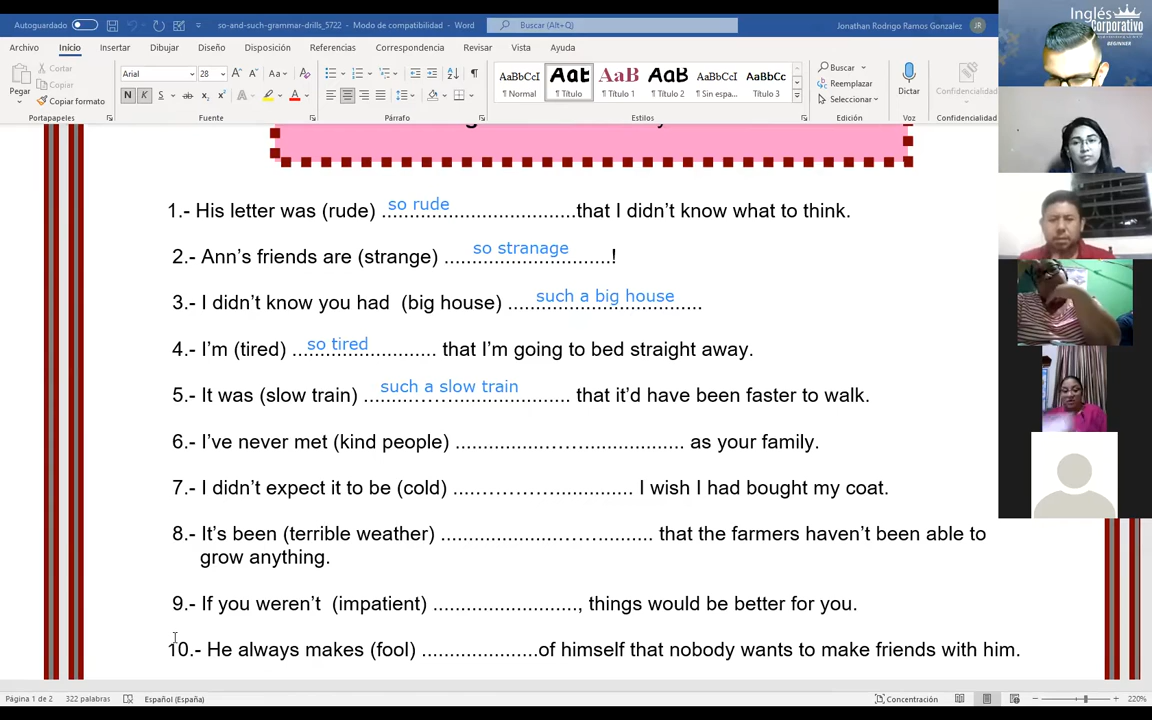 Autoguardado
so-and-such-grammar-drills_5722 - Modo de compatibilidad - Word
Buscar (Alt+Q)
Jonathan Rodrigo Ramos Gonzalez
JR
Archivo Inicio Insertar Dibujar Diseño Disposición Referencias Correspondencia Revisar Vista Ayuda
Pegar
Cortar
Copiar
Copiar formato
Portapapeles
Arial 28
N K S
Fuente
Párrafo
AaBbCcI AaB AaBbCcI AaBbCc
¶ Normal ¶ Título ¶ Título 1 ¶ Título 2 ¶ Sin espa... Título 3
Estilos
Buscar
Reemplazar
Seleccionar
Edición
Dictar
Voz
Confidencialidad
Confidencialidad
Inglés
Corporativo
BEGINNER
1.- His letter was (rude) so rude that I didn't know what to think.
2.- Ann's friends are (strange) so stranage !
3.- I didn't know you had (big house) such a big house
4.- I'm (tired) so tired that I'm going to bed straight away.
5.- It was (slow train) such a slow train that it'd have been faster to walk.
6.- I've never met (kind people) ............................ as your family.
7.- I didn't expect it to be (cold) ............................ I wish I had bought my coat.
8.- It's been (terrible weather) ............................ that the farmers haven't been able to
grow anything.
9.- If you weren't (impatient) .........................., things would be better for you.
10.- He always makes (fool) .....................of himself that nobody wants to make friends with him.
Página 1 de 2 322 palabras Español (España) Concentración 220%